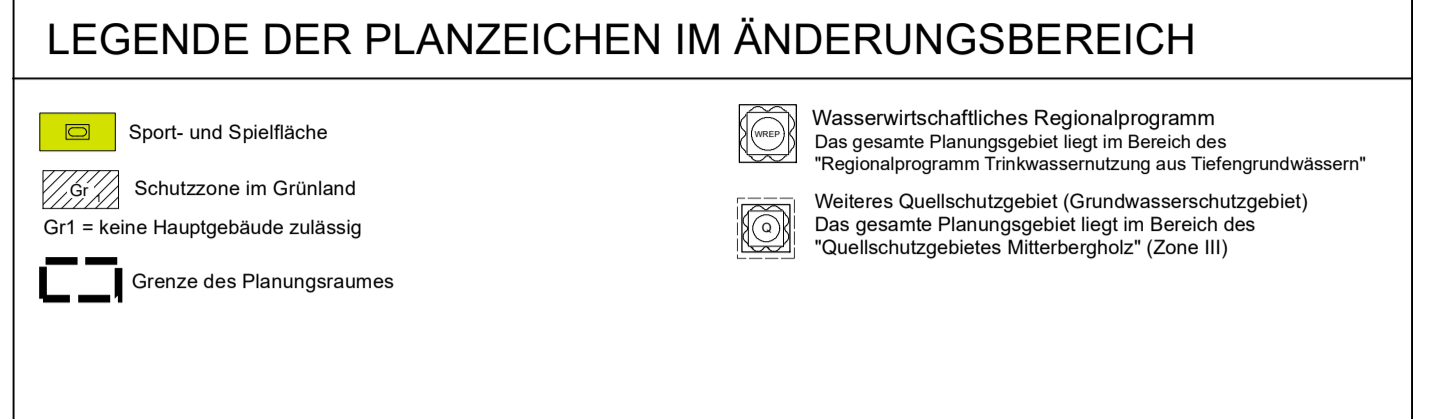 LEGENDE DER PLANZEICHEN IM ÄNDERUNGSBEREICH
Sport- und Spielfläche
Gr 1 Schutzzone im Grünland
Gr1 = keine Hauptgebäude zulässig
Grenze des Planungsraumes
WREP
Wasserwirtschaftliches Regionalprogramm
Das gesamte Planungsgebiet liegt im Bereich des
"Regionalprogramm Trinkwassernutzung aus Tiefengrundwässern"
Q
Weiteres Quellschutzgebiet (Grundwasserschutzgebiet)
Das gesamte Planungsgebiet liegt im Bereich des
"Quellschutzgebietes Mitterbergholz" (Zone III)